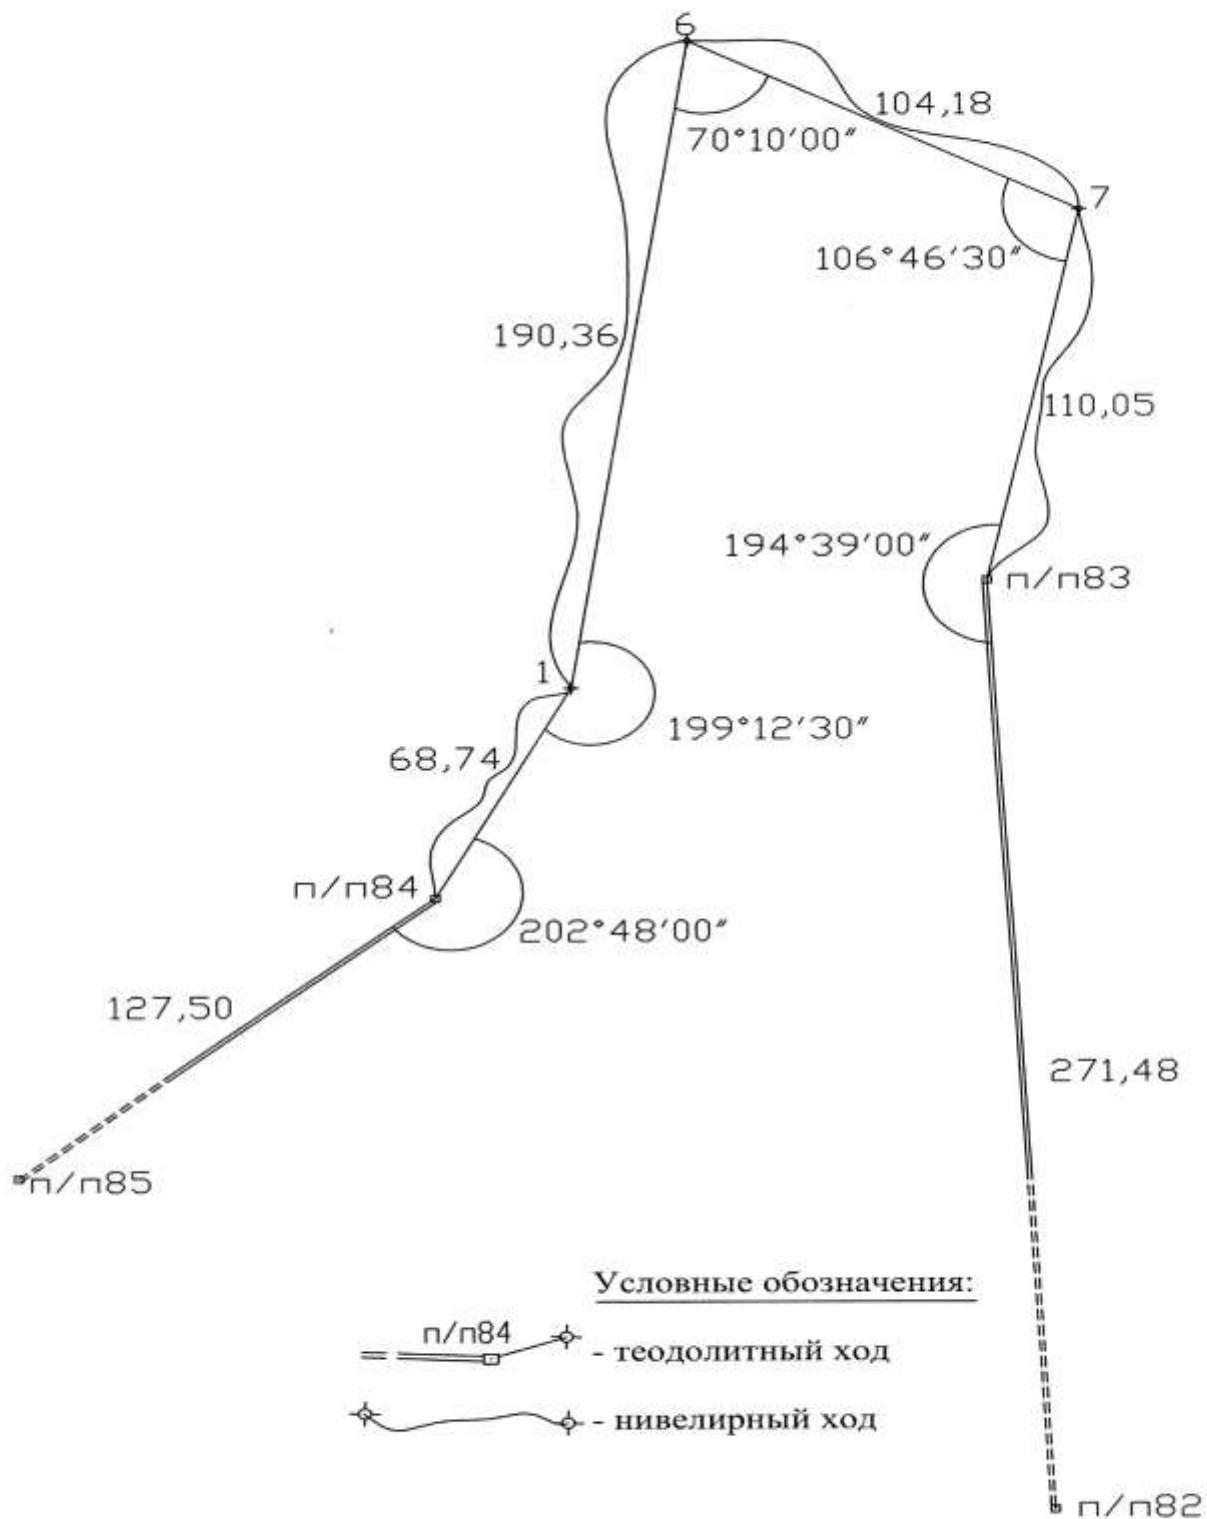 6
104,18
70°10′00″
7
106°46′30″
190,36
110,05
194°39′00″
п/п83
1
199°12′30″
68,74
п/п84
202°48′00″
127,50
271,48
п/п85
Условные обозначения:
п/п84
- теодолитный ход
- нивелирный ход
п/п82